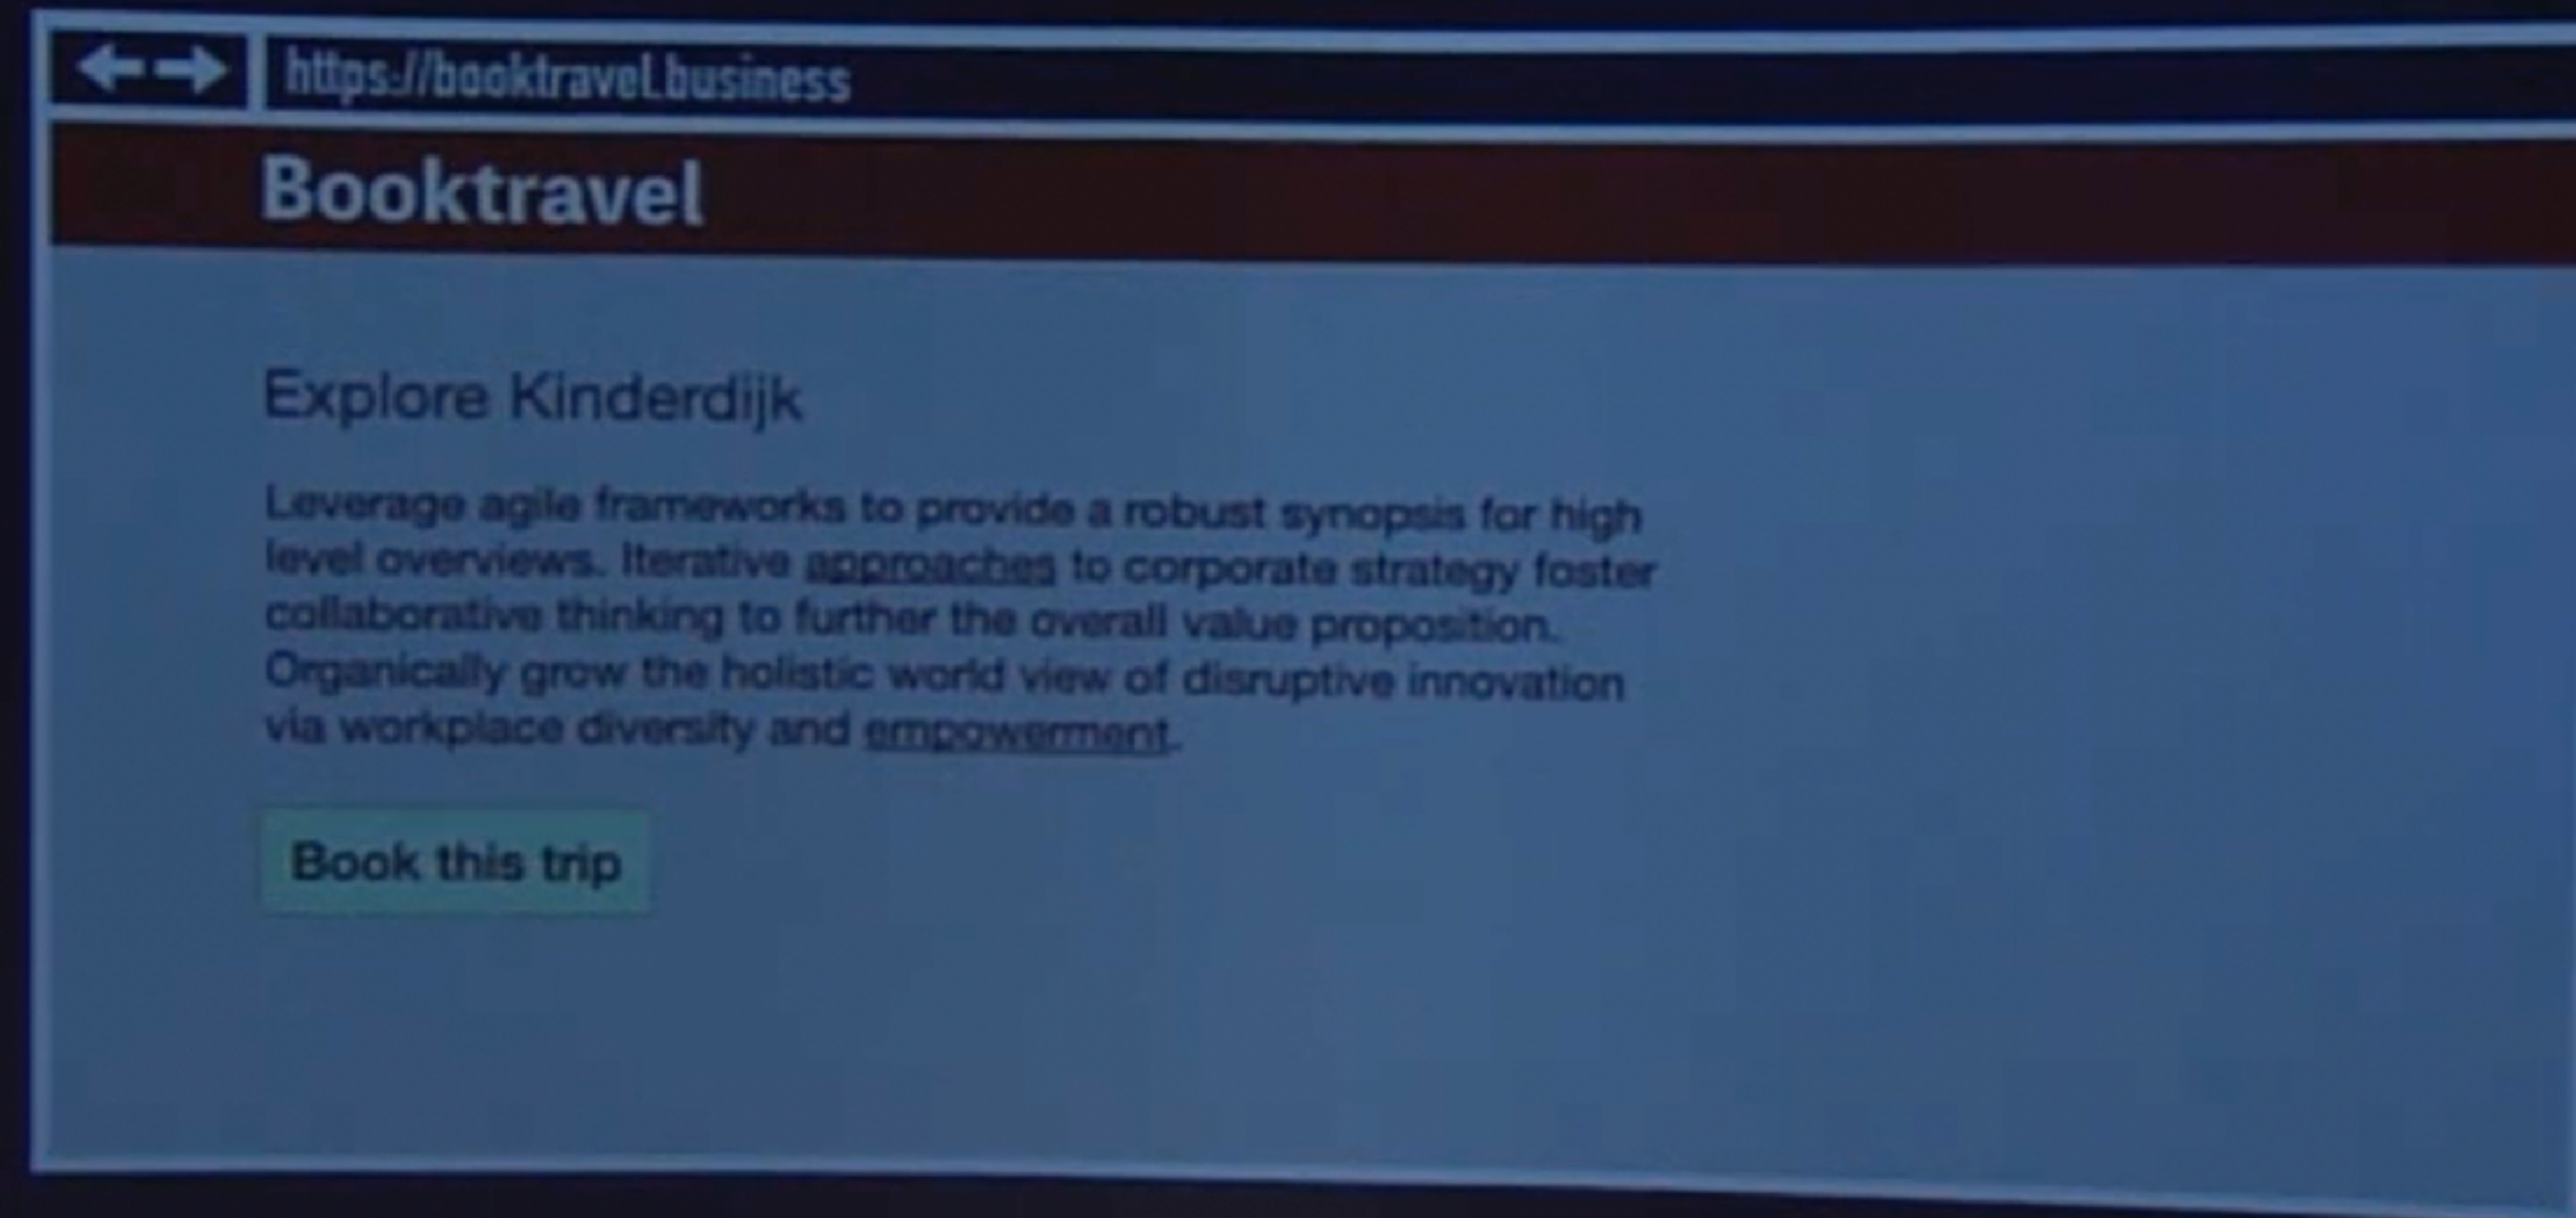 https://booktravel.business
Booktravel
Explore Kinderdijk
Leverage agile frameworks to provide a robust synopsis for high
level overviews. Iterative approaches to corporate strategy foster
collaborative thinking to further the overall value proposition.
Organically grow the holistic world view of disruptive innovation
via workplace diversity and empowerment.
Book this trip